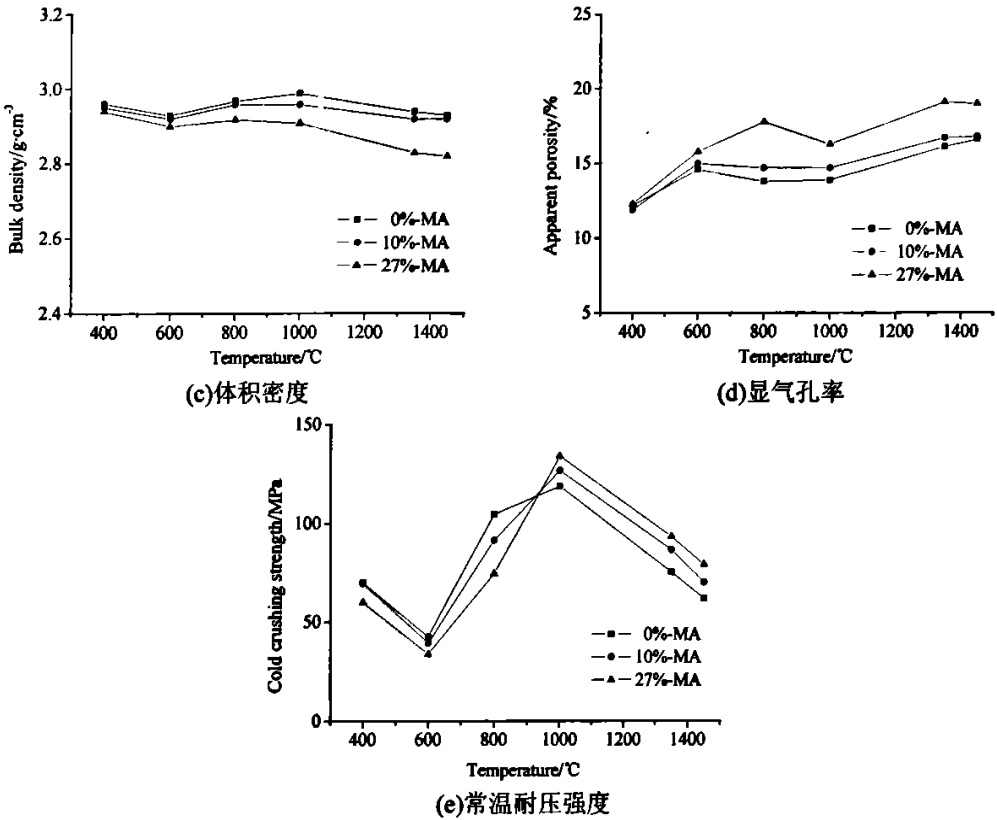 3.2
3.0
2.8
2.6
2.4
Bulk density/g·cm⁻³
0%-MA
10%-MA
27%-MA
400 600 800 1000 1200 1400
Temperature/℃
(c)体积密度
25
20
15
10
5
Apparent porosity/%
0%-MA
10%-MA
27%-MA
400 600 800 1000 1200 1400
Temperature/℃
(d)显气孔率
150
100
50
0
Cold crushing strength/MPa
0%-MA
10%-MA
27%-MA
400 600 800 1000 1200 1400
Temperature/℃
(e)常温耐压强度